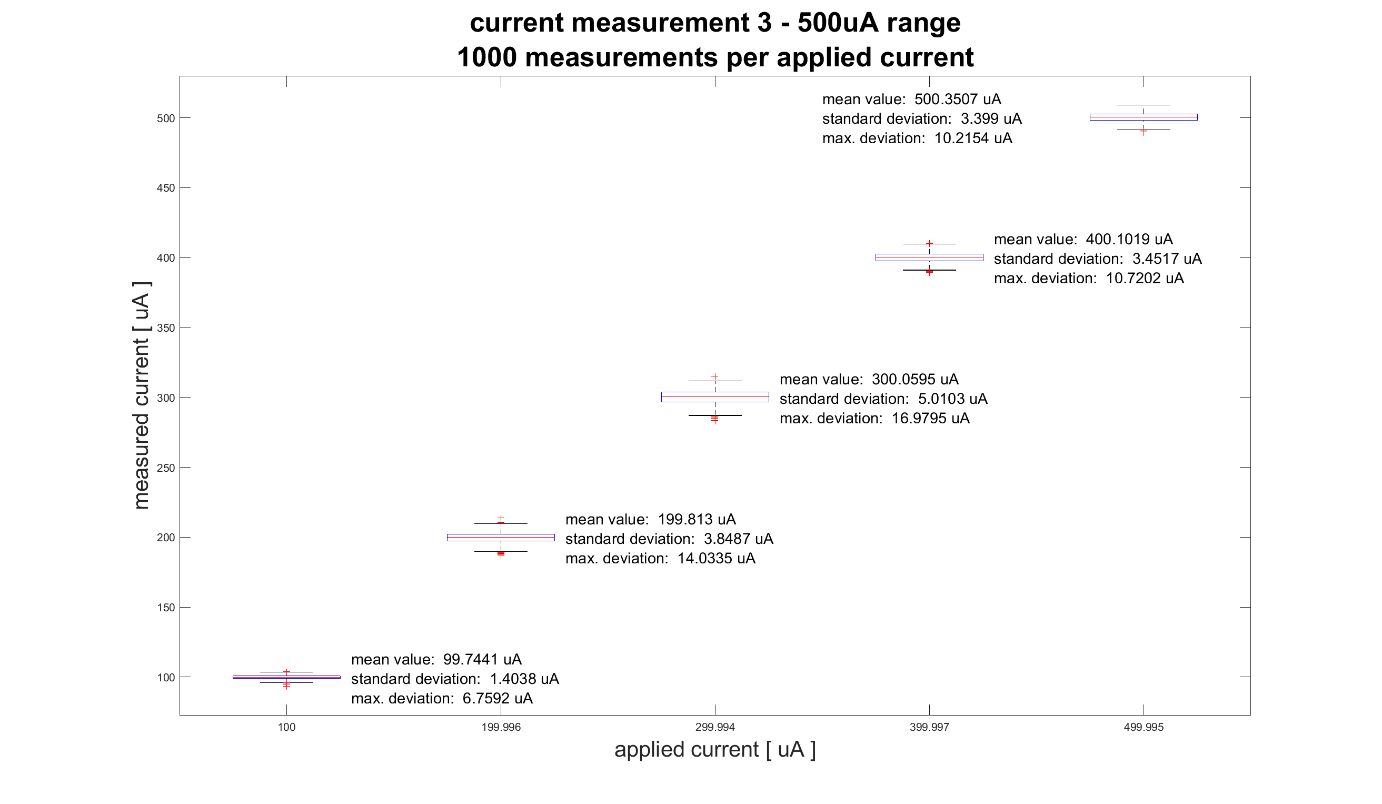 current measurement 3 - 500uA range
1000 measurements per applied current
measured current [ uA ]
500
450
400
350
300
250
200
150
100
mean value:  500.3507 uA
standard deviation:  3.399 uA
max. deviation:  10.2154 uA
mean value:  400.1019 uA
standard deviation:  3.4517 uA
max. deviation:  10.7202 uA
mean value:  300.0595 uA
standard deviation:  5.0103 uA
max. deviation:  16.9795 uA
mean value:  199.813 uA
standard deviation:  3.8487 uA
max. deviation:  14.0335 uA
mean value:  99.7441 uA
standard deviation:  1.4038 uA
max. deviation:  6.7592 uA
100
199.996
299.994
399.997
499.995
applied current [ uA ]